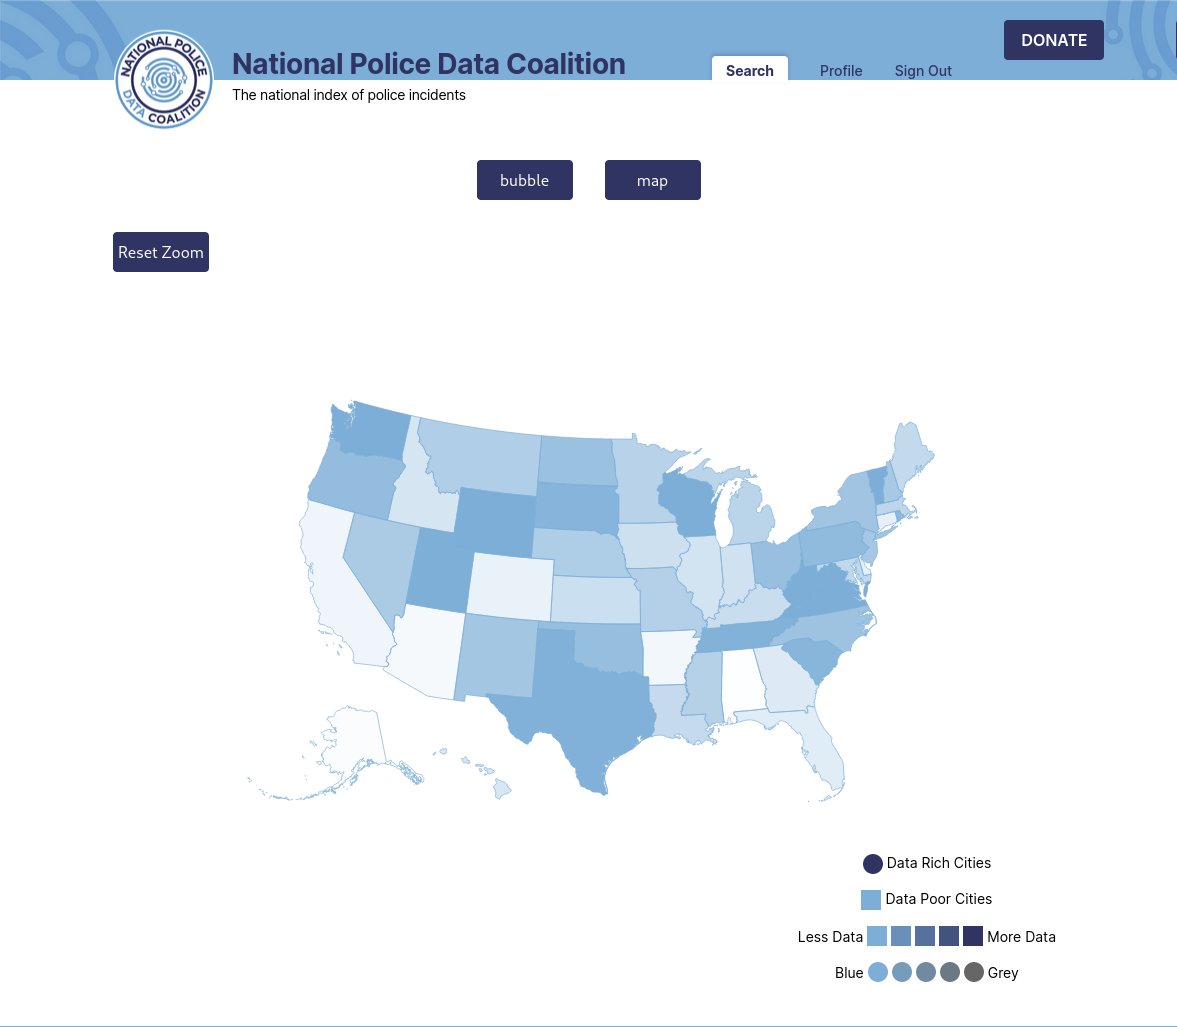 DONATE
NATIONAL POLICE
DATA COALITION
National Police Data Coalition
Search
Profile
Sign Out
The national index of police incidents
bubble
map
Reset Zoom
Data Rich Cities
Data Poor Cities
Less Data
More Data
Blue
Grey